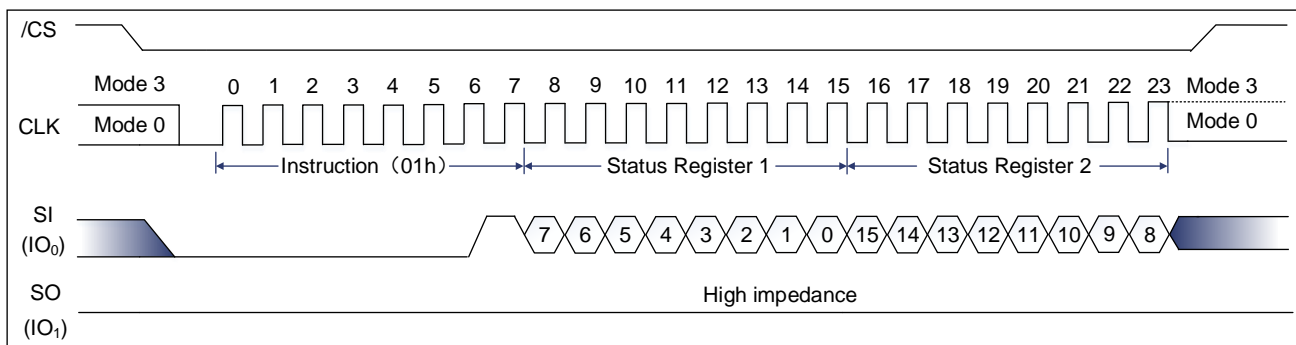 /CS
Mode 3 0 1 2 3 4 5 6 7 8 9 10 11 12 13 14 15 16 17 18 19 20 21 22 23 Mode 3
CLK Mode 0 Mode 0
Instruction（01h） Status Register 1 Status Register 2
SI
(IO₀) 7 6 5 4 3 2 1 0 15 14 13 12 11 10 9 8
SO
High impedance
(IO₁)